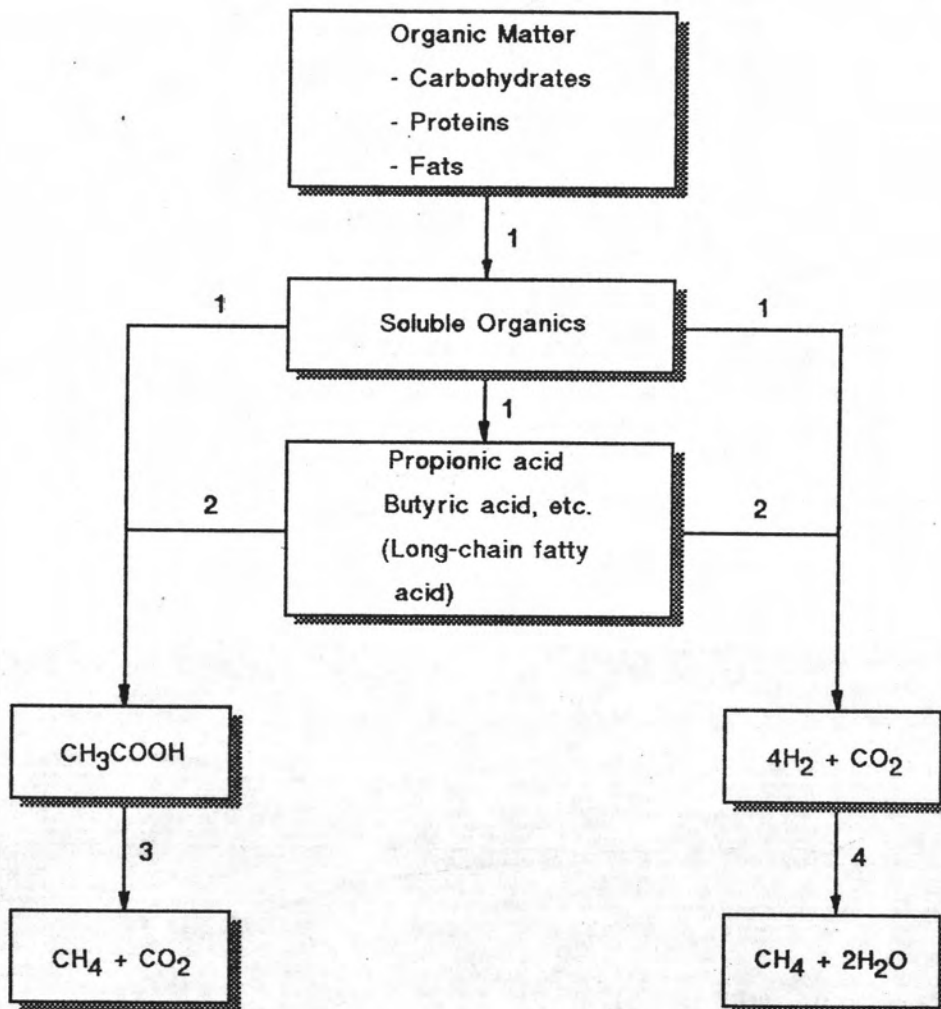 Organic Matter
- Carbohydrates
- Proteins
- Fats
1
1
Soluble Organics
1
1
Propionic acid
Butyric acid, etc.
(Long-chain fatty
acid)
2
2
CH₃COOH
4H₂ + CO₂
3
4
CH₄ + CO₂
CH₄ + 2H₂O